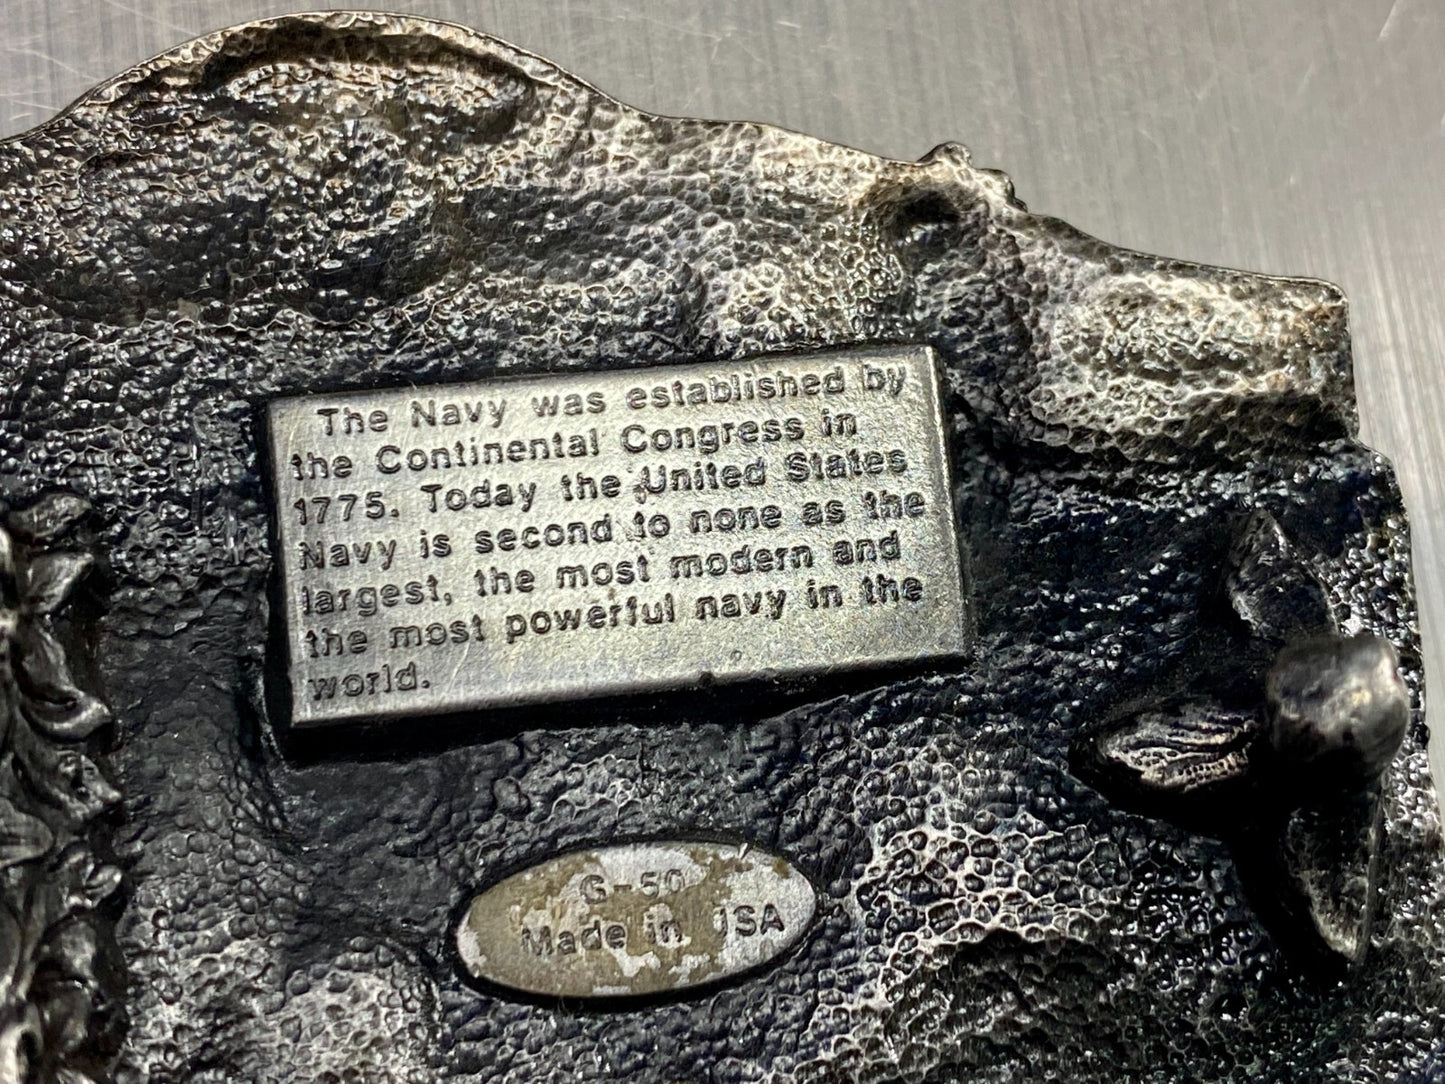 The Navy was established by
the Continental Congress in
1775. Today the United States
Navy is second to none as the
largest, the most modern and
the most powerful navy in the
world.
G-50
Made in USA